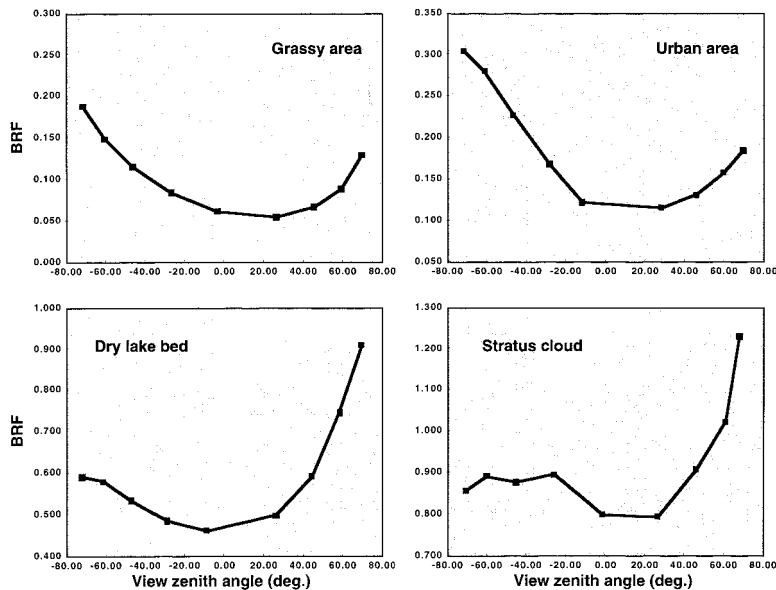 Grassy area
BRF
0.300
0.250
0.200
0.150
0.100
0.050
0.000
-80.00 -60.00 -40.00 -20.00 0.00 20.00 40.00 60.00 80.00
Urban area
0.350
0.300
0.250
0.200
0.150
0.100
0.050
-80.00 -60.00 -40.00 -20.00 0.00 20.00 40.00 60.00 80.00
Dry lake bed
BRF
1.000
0.900
0.800
0.700
0.600
0.500
0.400
-80.00 -60.00 -40.00 -20.00 0.00 20.00 40.00 60.00 80.00
View zenith angle (deg.)
Stratus cloud
1.300
1.200
1.100
1.000
0.900
0.800
0.700
-80.00 -60.00 -40.00 -20.00 0.00 20.00 40.00 60.00 80.00
View zenith angle (deg.)